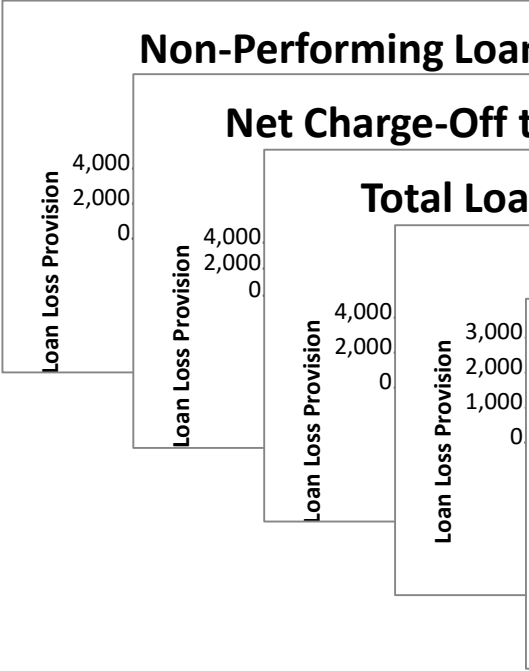 Non-Performing Loan
4,000
2,000
0
Loan Loss Provision
Net Charge-Off t
4,000
2,000
0
Loan Loss Provision
Total Loa
4,000
2,000
0
Loan Loss Provision
3,000
2,000
1,000
0
Loan Loss Provision